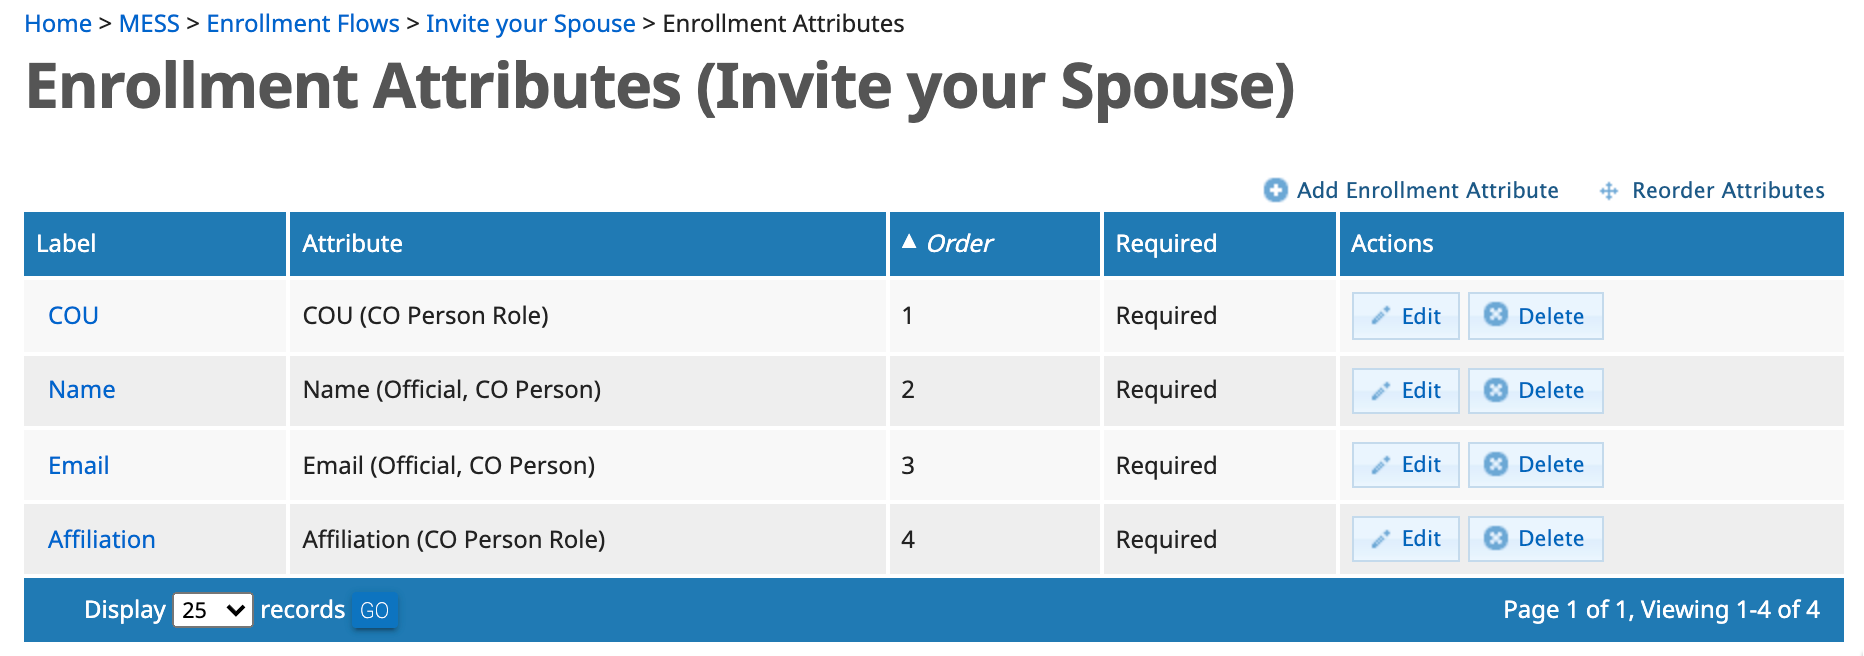 Home > MESS > Enrollment Flows > Invite your Spouse > Enrollment Attributes
Enrollment Attributes (Invite your Spouse)
Add Enrollment Attribute Reorder Attributes
Label Attribute ▲ Order Required Actions
COU COU (CO Person Role) 1 Required Edit Delete
Name Name (Official, CO Person) 2 Required Edit Delete
Email Email (Official, CO Person) 3 Required Edit Delete
Affiliation Affiliation (CO Person Role) 4 Required Edit Delete
Display 25 records GO Page 1 of 1, Viewing 1-4 of 4